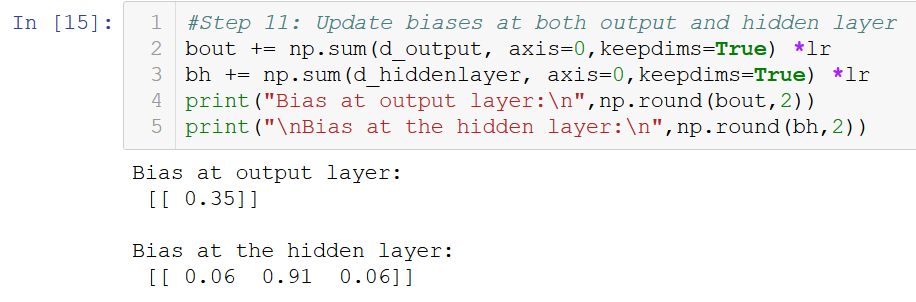 In [15]:
1 #Step 11: Update biases at both output and hidden layer
2 bout += np.sum(d_output, axis=0,keepdims=True) *lr
3 bh += np.sum(d_hiddenlayer, axis=0,keepdims=True) *lr
4 print("Bias at output layer:\n",np.round(bout,2))
5 print("\nBias at the hidden layer:\n",np.round(bh,2))
Bias at output layer:
[[ 0.35]]
Bias at the hidden layer:
[[ 0.06  0.91  0.06]]